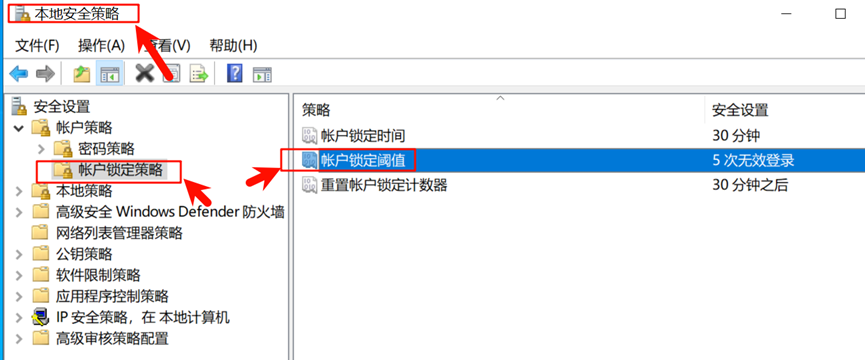 本地安全策略
文件(F) 操作(A) 查看(V) 帮助(H)
安全设置
帐户策略
密码策略
帐户锁定策略
本地策略
高级安全 Windows Defender 防火墙
网络列表管理器策略
公钥策略
软件限制策略
应用程序控制策略
IP 安全策略，在 本地计算机
高级审核策略配置
策略 安全设置
帐户锁定时间 30 分钟
帐户锁定阈值 5 次无效登录
重置帐户锁定计数器 30 分钟之后